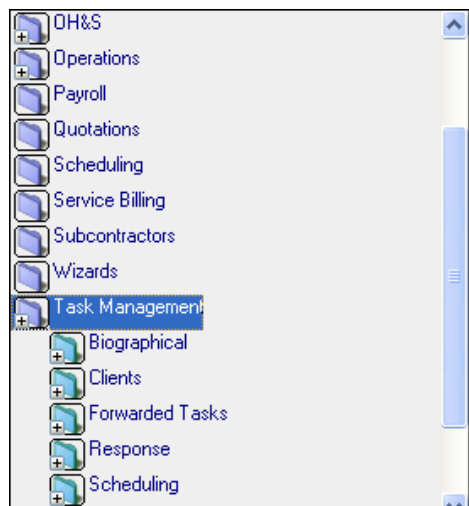 OH&S
Operations
Payroll
Quotations
Scheduling
Service Billing
Subcontractors
Wizards
Task Management
Biographical
Clients
Forwarded Tasks
Response
Scheduling